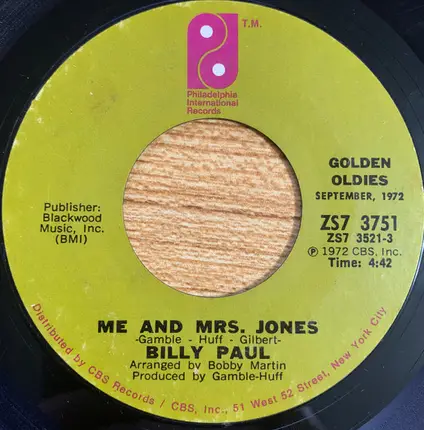 T.M.
Philadelphia
International
Records
GOLDEN
OLDIES
SEPTEMBER, 1972
Publisher:
Blackwood
Music, Inc.
(BMI)
ZS7 3751
ZS7 3521-3
Ⓟ 1972 CBS, Inc.
Time: 4:42
ME AND MRS. JONES
-Gamble - Huff - Gilbert-
BILLY PAUL
Arranged by Bobby Martin
Produced by Gamble-Huff
Distributed by CBS Records / CBS, Inc., 51 West 52 Street, New York City